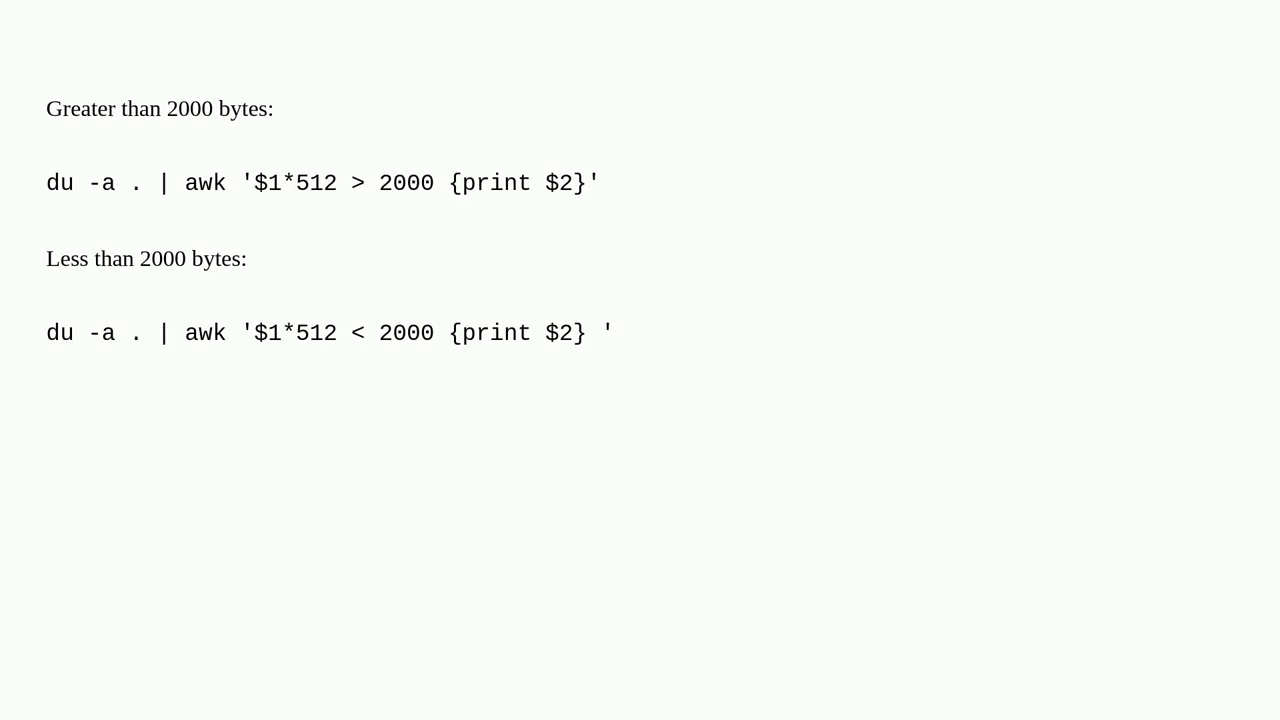 Greater than 2000 bytes:
du -a . | awk '$1*512 > 2000 {print $2}'
Less than 2000 bytes:
du -a . | awk '$1*512 < 2000 {print $2} '